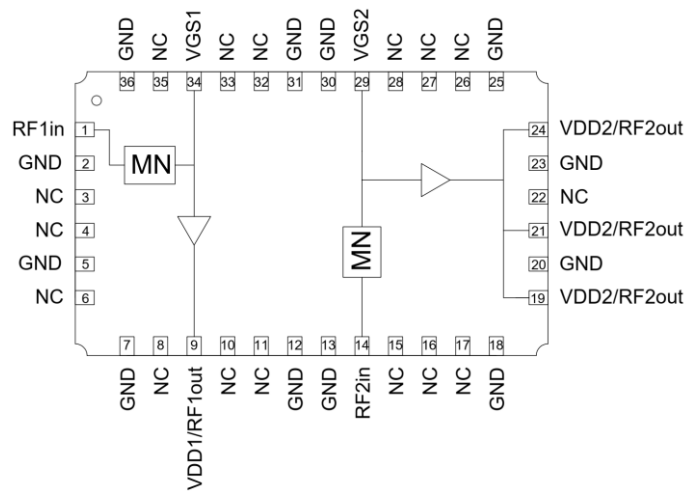 GND NC VGS1 NC NC GND GND VGS2 NC NC NC GND
36 35 34 33 32 31 30 29 28 27 26 25
RF1in 1 24 VDD2/RF2out
GND 2 MN 23 GND
NC 3 22 NC
NC 4 21 VDD2/RF2out
GND 5 MN 20 GND
NC 6 19 VDD2/RF2out
7 8 9 10 11 12 13 14 15 16 17 18
GND NC VDD1/RF1out NC NC GND GND RF2in NC NC NC GND